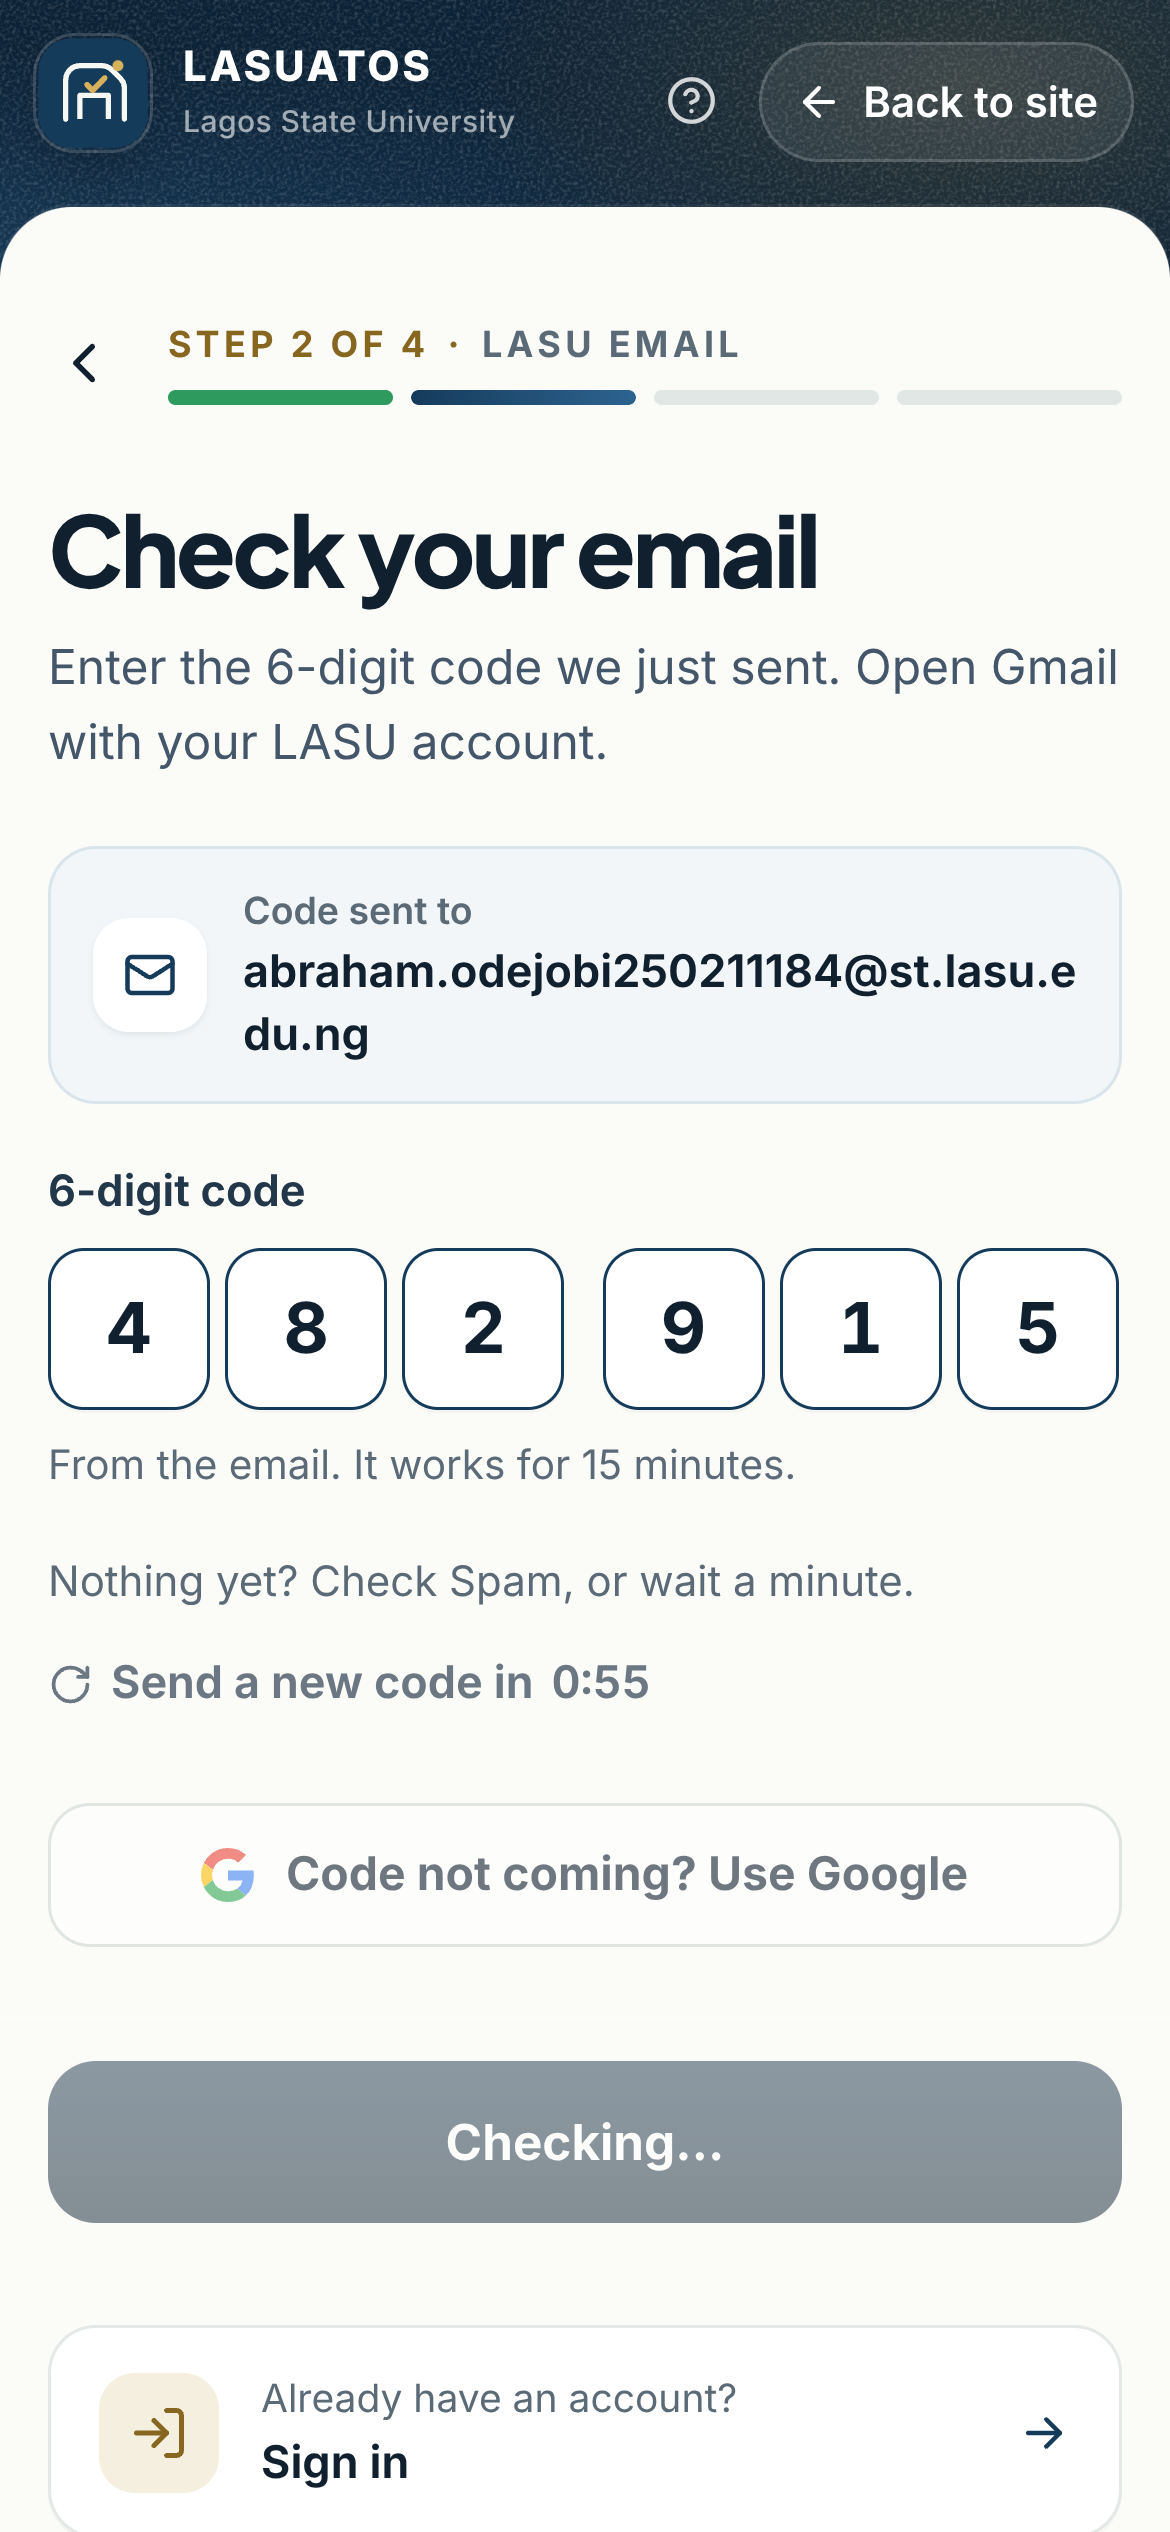 LASUATOS
Lagos State University
Back to site
STEP 2 OF 4 · LASU EMAIL
Check your email
Enter the 6-digit code we just sent. Open Gmail
with your LASU account.
Code sent to
abraham.odejobi250211184@st.lasu.e
du.ng
6-digit code
4 8 2 9 1 5
From the email. It works for 15 minutes.
Nothing yet? Check Spam, or wait a minute.
Send a new code in 0:55
Code not coming? Use Google
Checking...
Already have an account?
Sign in